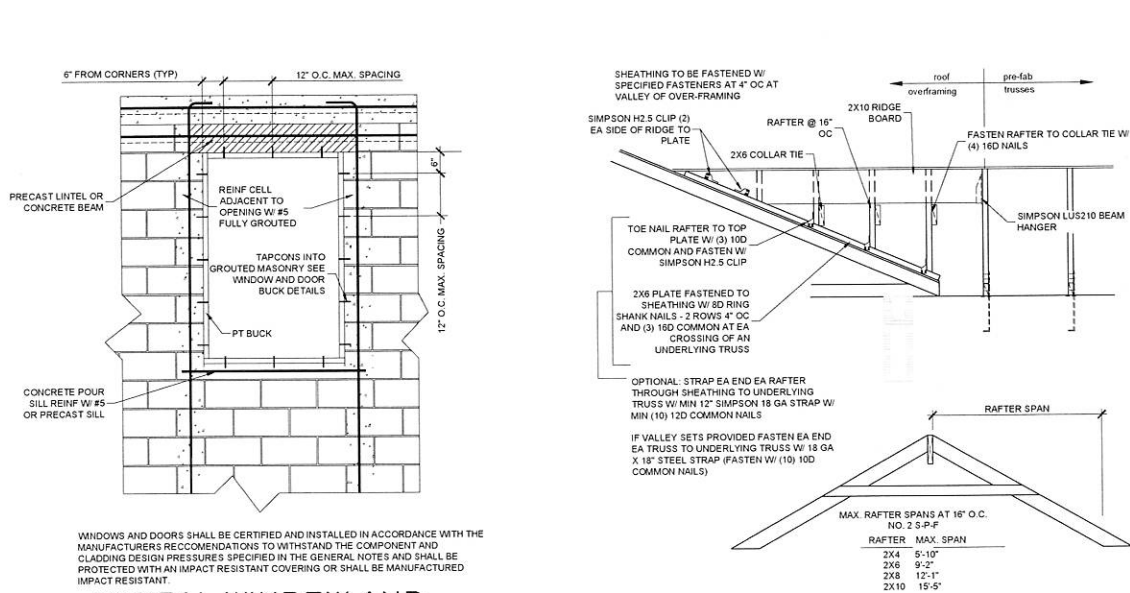 6" FROM CORNERS (TYP)
12" O.C. MAX. SPACING
PRECAST LINTEL OR
CONCRETE BEAM
REINF CELL
ADJACENT TO
OPENING W/ #5
FULLY GROUTED
6"
12" O.C. MAX. SPACING
TAPCONS INTO
GROUTED MASONRY SEE
WINDOW AND DOOR
BUCK DETAILS
PT BUCK
CONCRETE POUR
SILL REINF W/ #5
OR PRECAST SILL
WINDOWS AND DOORS SHALL BE CERTIFIED AND INSTALLED IN ACCORDANCE WITH THE
MANUFACTURERS RECCOMENDATIONS TO WITHSTAND THE COMPONENT AND
CLADDING DESIGN PRESSURES SPECIFIED IN THE GENERAL NOTES AND SHALL BE
PROTECTED WITH AN IMPACT RESISTANT COVERING OR SHALL BE MANUFACTURED
IMPACT RESISTANT.
SHEATHING TO BE FASTENED W/
SPECIFIED FASTENERS AT 4" OC AT
VALLEY OF OVER-FRAMING
roof
overframing
pre-fab
trusses
SIMPSON H2.5 CLIP (2)
EA SIDE OF RIDGE TO
PLATE
RAFTER @ 16"
OC
2X10 RIDGE
BOARD
2X6 COLLAR TIE
FASTEN RAFTER TO COLLAR TIE W/
(4) 16D NAILS
SIMPSON LUS210 BEAM
HANGER
TOE NAIL RAFTER TO TOP
PLATE W/ (3) 10D
COMMON AND FASTEN W/
SIMPSON H2.5 CLIP
2X6 PLATE FASTENED TO
SHEATHING W/ 8D RING
SHANK NAILS - 2 ROWS 4" OC
AND (3) 16D COMMON AT EA
CROSSING OF AN
UNDERLYING TRUSS
OPTIONAL: STRAP EA END EA RAFTER
THROUGH SHEATHING TO UNDERLYING
TRUSS W/ MIN 12" SIMPSON 18 GA STRAP W/
MIN (10) 12D COMMON NAILS
IF VALLEY SETS PROVIDED FASTEN EA END
EA TRUSS TO UNDERLYING TRUSS W/ 18 GA
X 18" STEEL STRAP (FASTEN W/ (10) 10D
COMMON NAILS)
RAFTER SPAN
MAX. RAFTER SPANS AT 16" O.C.
NO. 2 S-P-F
RAFTER MAX. SPAN
2X4 5'-10"
2X6 9'-2"
2X8 12'-1"
2X10 15'-5"